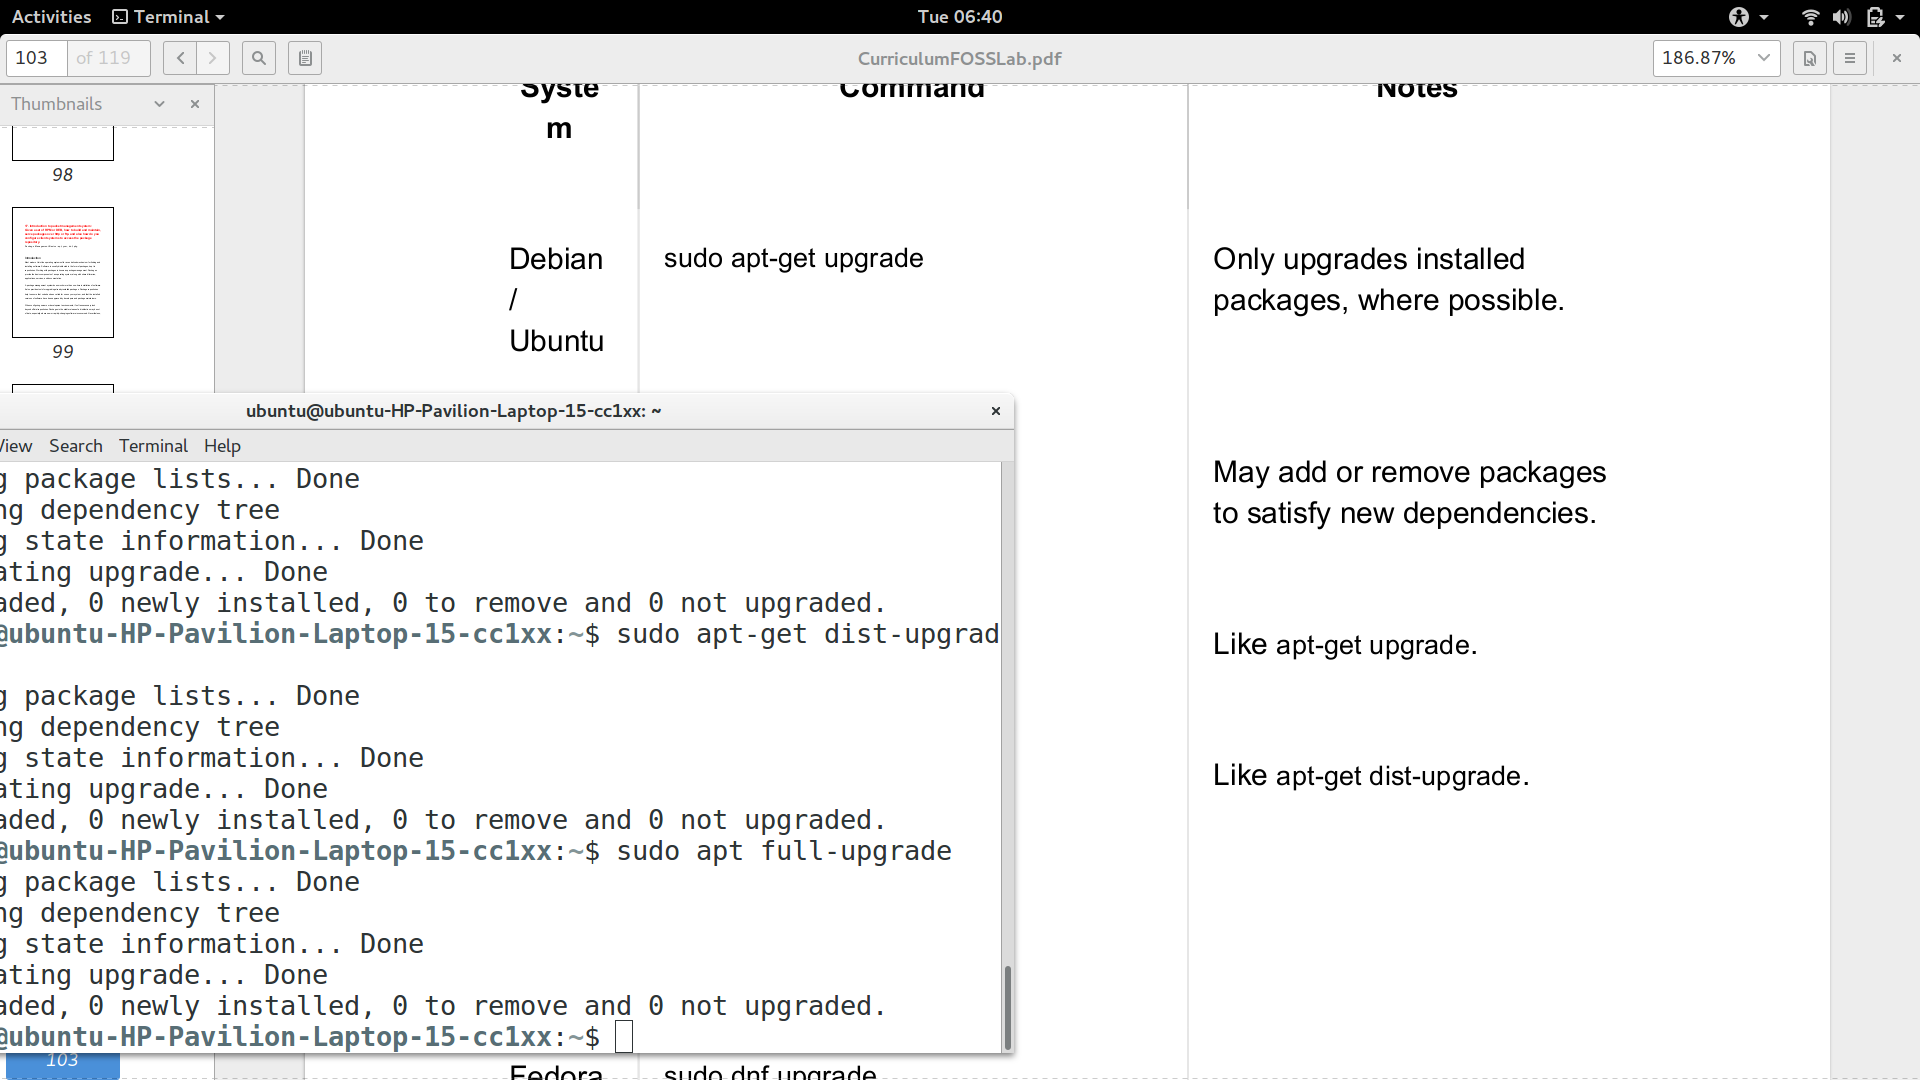 Activities Terminal Tue 06:40
103 of 119 CurriculumFOSSLab.pdf 186.87%
Thumbnails
98
99
103
Syste
m
Command
Notes
Debian
/
Ubuntu
sudo apt-get upgrade
Only upgrades installed
packages, where possible.
May add or remove packages
to satisfy new dependencies.
Like apt-get upgrade.
Like apt-get dist-upgrade.
Fedora sudo dnf upgrade
ubuntu@ubuntu-HP-Pavilion-Laptop-15-cc1xx: ~
View Search Terminal Help
g package lists... Done
ng dependency tree
g state information... Done
ating upgrade... Done
aded, 0 newly installed, 0 to remove and 0 not upgraded.
@ubuntu-HP-Pavilion-Laptop-15-cc1xx:~$ sudo apt-get dist-upgrad
g package lists... Done
ng dependency tree
g state information... Done
ating upgrade... Done
aded, 0 newly installed, 0 to remove and 0 not upgraded.
@ubuntu-HP-Pavilion-Laptop-15-cc1xx:~$ sudo apt full-upgrade
g package lists... Done
ng dependency tree
g state information... Done
ating upgrade... Done
aded, 0 newly installed, 0 to remove and 0 not upgraded.
@ubuntu-HP-Pavilion-Laptop-15-cc1xx:~$